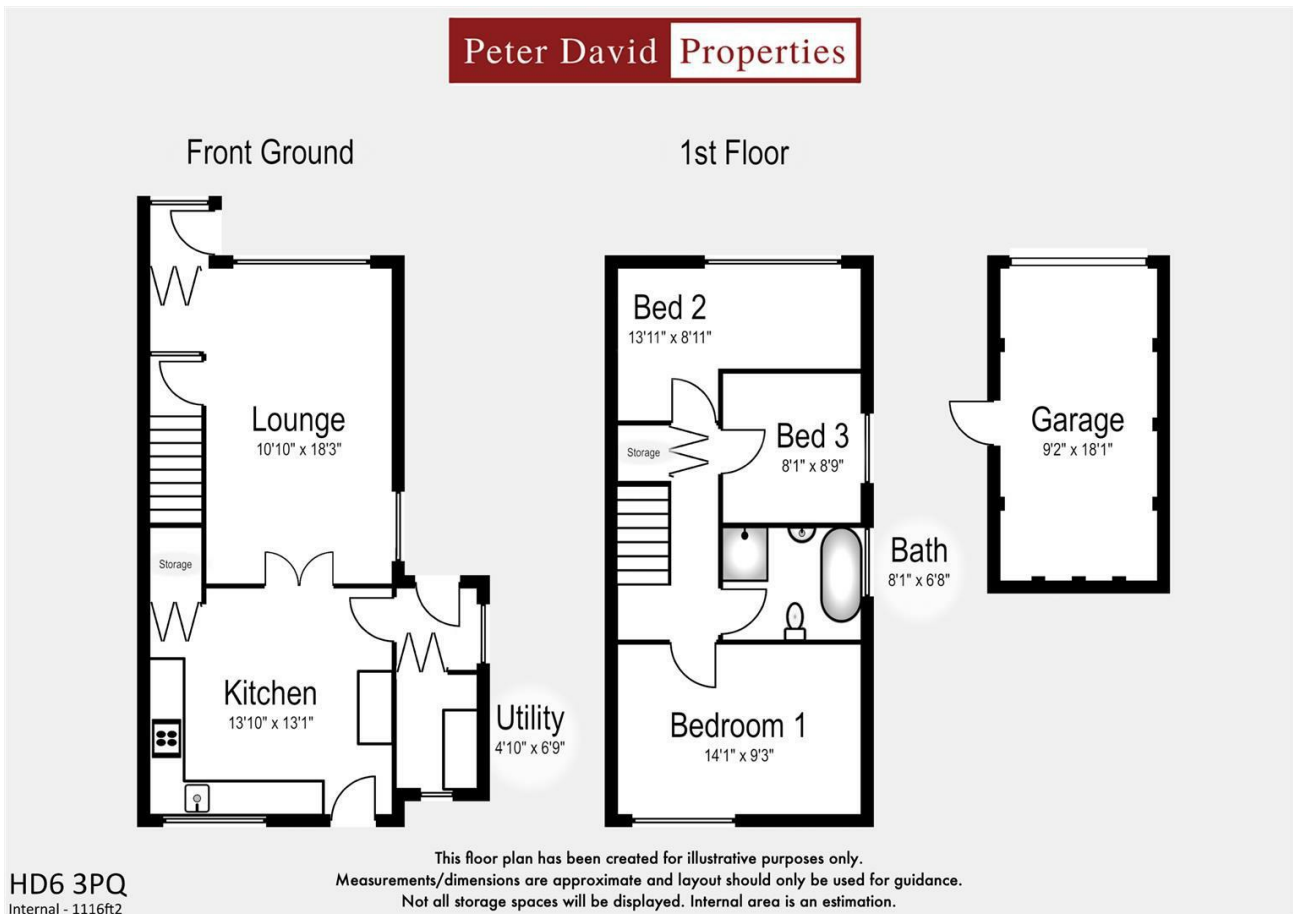 Peter David Properties
Front Ground
1st Floor
Bed 2
13'11" x 8'11"
Lounge
10'10" x 18'3"
Storage
Bed 3
8'1" x 8'9"
Garage
9'2" x 18'1"
Storage
Bath
8'1" x 6'8"
Kitchen
13'10" x 13'1"
Utility
4'10" x 6'9"
Bedroom 1
14'1" x 9'3"
This floor plan has been created for illustrative purposes only.
Measurements/dimensions are approximate and layout should only be used for guidance.
Not all storage spaces will be displayed. Internal area is an estimation.
HD6 3PQ
Internal - 1116ft2